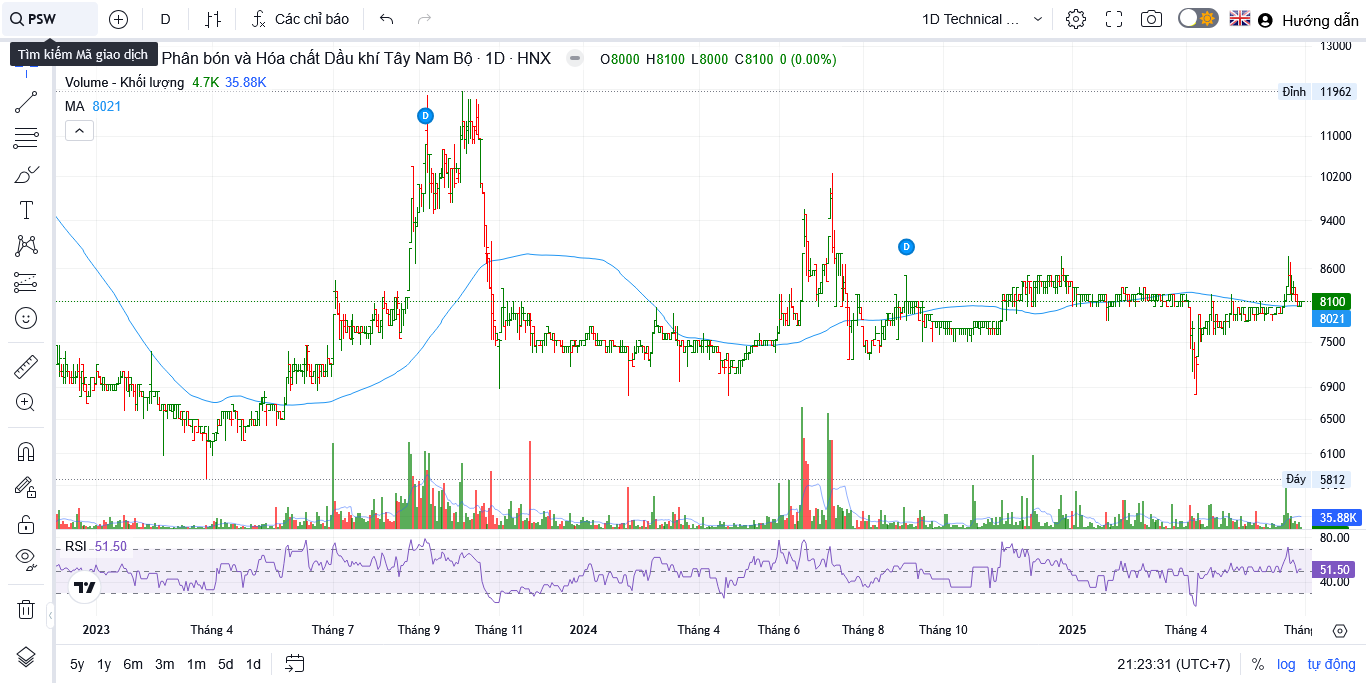 PSW
D
Các chỉ báo
1D Technical ...
Hướng dẫn
Tìm kiếm Mã giao dịch
Phân bón và Hóa chất Dầu khí Tây Nam Bộ · 1D · HNX
O8000 H8100 L8000 C8100 0 (0.00%)
Volume - Khối lượng 4.7K 35.88K
MA 8021
D
D
13000
Đỉnh 11962
11000
10200
9400
8600
8100
8021
7500
6900
6500
6100
Đáy 5812
35.88K
RSI 51.50
80.00
51.50
40.00
2023 Tháng 4 Tháng 7 Tháng 9 Tháng 11 2024 Tháng 4 Tháng 6 Tháng 8 Tháng 10 2025 Tháng 4
5y 1y 6m 3m 1m 5d 1d
21:23:31 (UTC+7) % log tự động